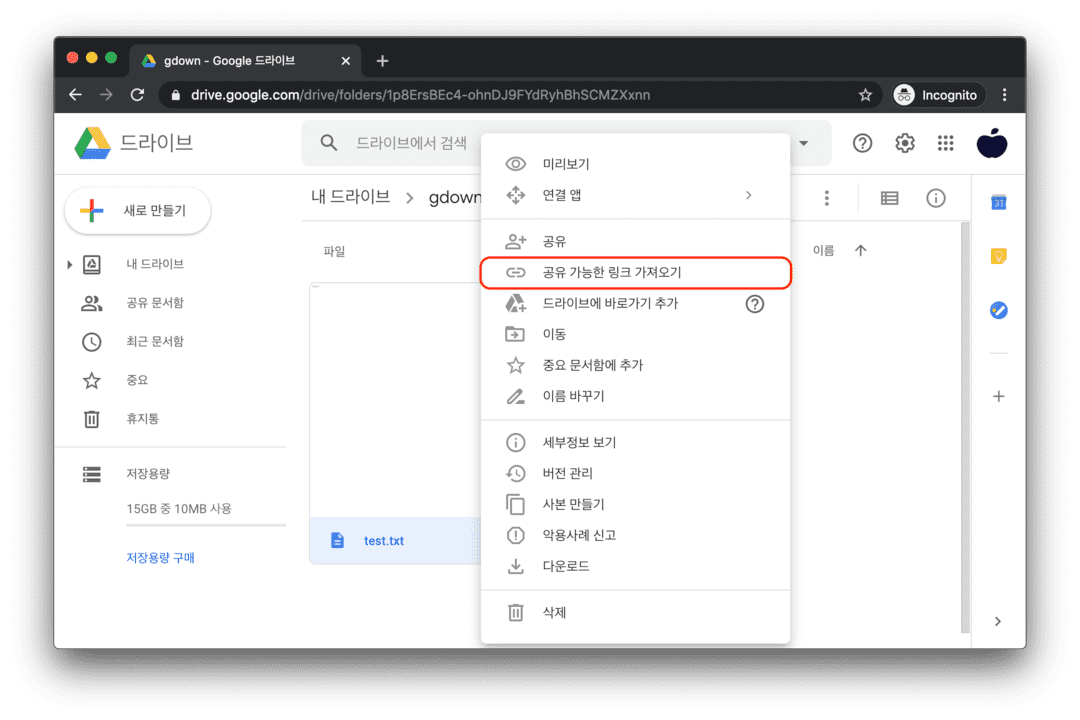 gdown - Google 드라이브
drive.google.com/drive/folders/1p8ErsBEc4-ohnDJ9FYdRyhBhSCMZXxnn
Incognito
드라이브
드라이브에서 검색
새로 만들기
내 드라이브
공유 문서함
최근 문서함
중요
휴지통
저장용량
15GB 중 10MB 사용
저장용량 구매
내 드라이브
gdown
파일
이름
test.txt
미리보기
연결 앱
공유
공유 가능한 링크 가져오기
드라이브에 바로가기 추가
이동
중요 문서함에 추가
이름 바꾸기
세부정보 보기
버전 관리
사본 만들기
악용사례 신고
다운로드
삭제
31